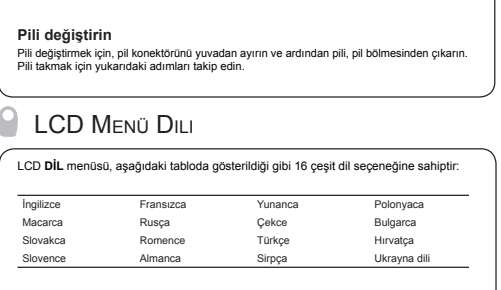 Pili değiştirin
Pili değiştirmek için, pil konektörünü yuvadan ayırın ve ardından pili, pil bölmesinden çıkarın.
Pili takmak için yukarıdaki adımları takip edin.
LCD MENÜ DILI
LCD DİL menüsü, aşağıdaki tabloda gösterildiği gibi 16 çeşit dil seçeneğine sahiptir:
İngilizce Fransızca Yunanca Polonyaca
Macarca Rusça Çekce Bulgarca
Slovakca Romence Türkçe Hırvatça
Slovence Almanca Sirpça Ukrayna dili